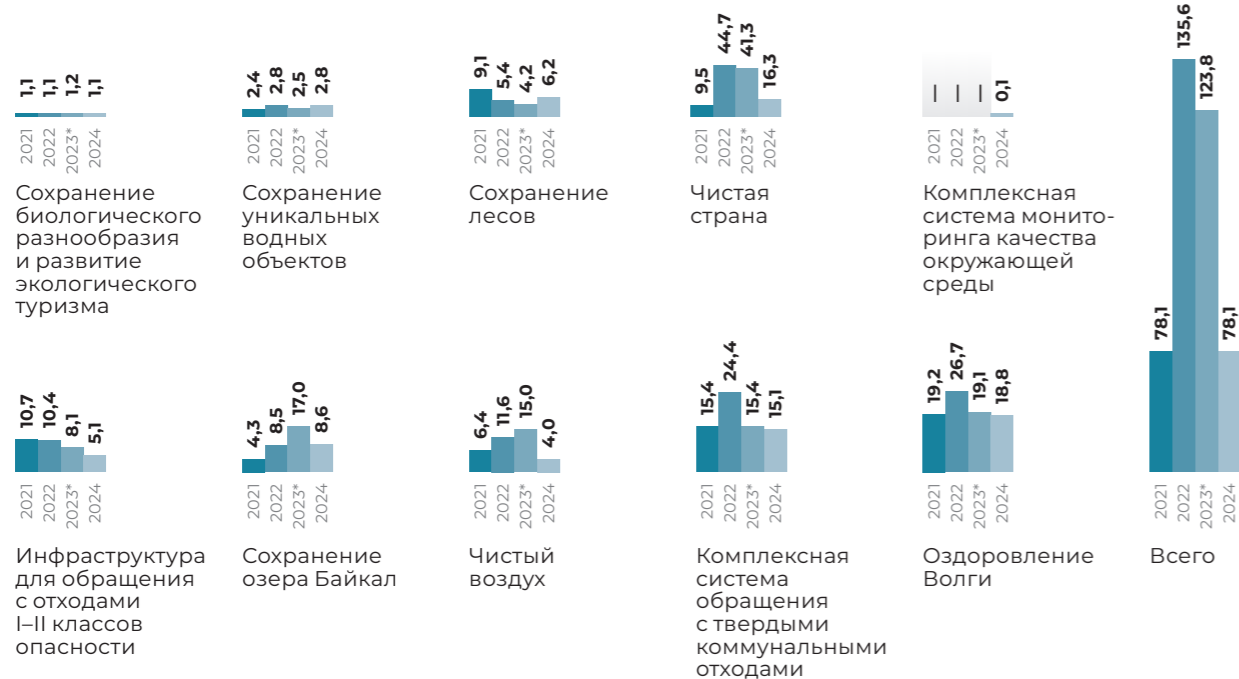 1,1 1,1 1,2 1,1
2021 2022 2023* 2024
Сохранение
биологического
разнообразия
и развитие
экологического
туризма
2,4 2,8 2,5 2,8
2021 2022 2023* 2024
Сохранение
уникальных
водных
объектов
9,1 5,4 4,2 6,2
2021 2022 2023* 2024
Сохранение
лесов
9,5 44,7 41,3 16,3
2021 2022 2023* 2024
Чистая
страна
— — — 0,1
2021 2022 2023* 2024
Комплексная
система монито-
ринга качества
окружающей
среды
10,7 10,4 8,1 5,1
2021 2022 2023* 2024
Инфраструктура
для обращения
с отходами
I–II классов
опасности
4,3 8,5 17,0 8,6
2021 2022 2023* 2024
Сохранение
озера Байкал
6,4 11,6 15,0 4,0
2021 2022 2023* 2024
Чистый
воздух
15,4 24,4 15,4 15,1
2021 2022 2023* 2024
Комплексная
система
обращения
с твердыми
коммунальными
отходами
19,2 26,7 19,1 18,8
2021 2022 2023* 2024
Оздоровление
Волги
78,1 135,6 123,8 78,1
2021 2022 2023* 2024
Всего